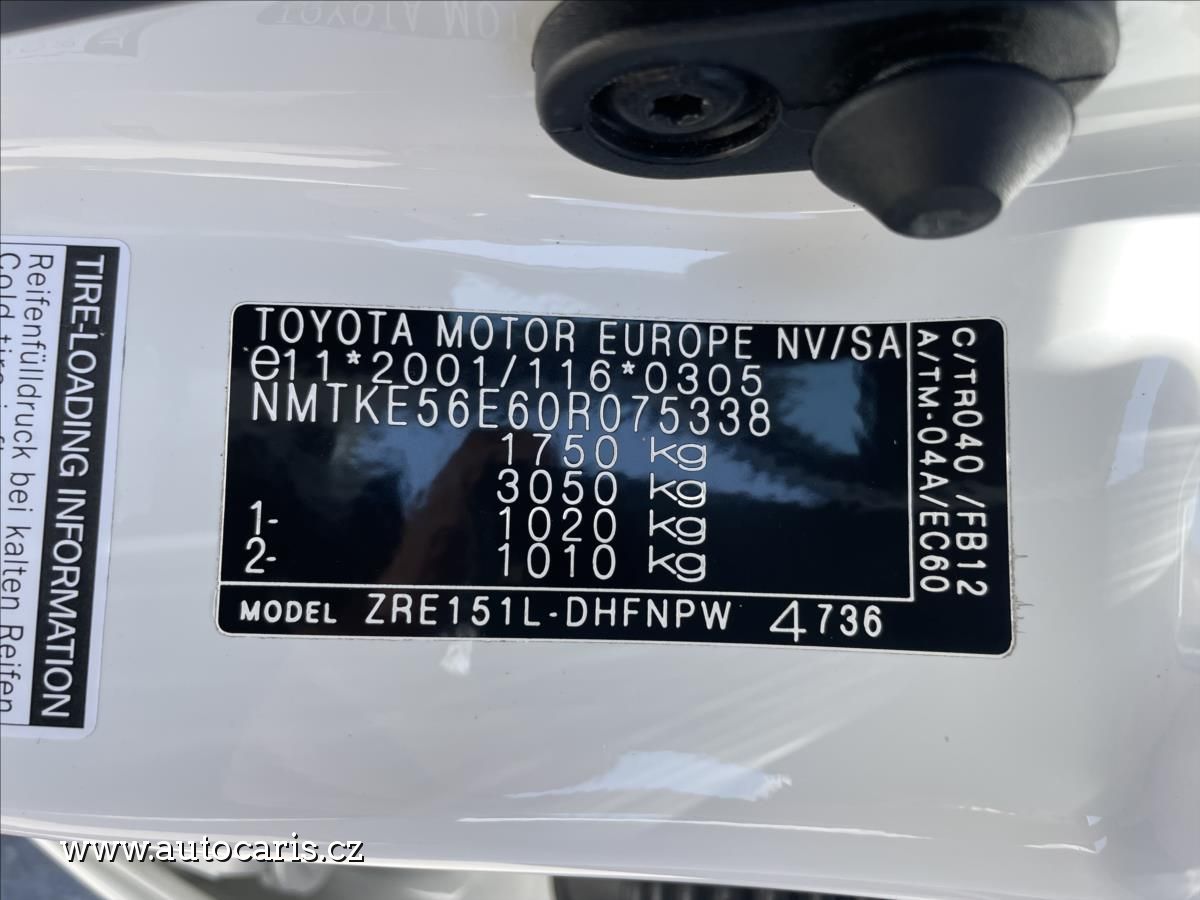 TOYOTA MOTOR EUROPE NV/SA
e11*2001/116*0305
NMTKE56E60R075338
1750 kg
3050 kg
1- 1020 kg
2- 1010 kg
MODEL ZRE151L-DHFNPW 4736
C/TR040 /FB12
A/TM-04A/EC60
TIRE-LOADING INFORMATION
Reifenfülldruck bei kalten Reifen
Cold
www.autocaris.cz